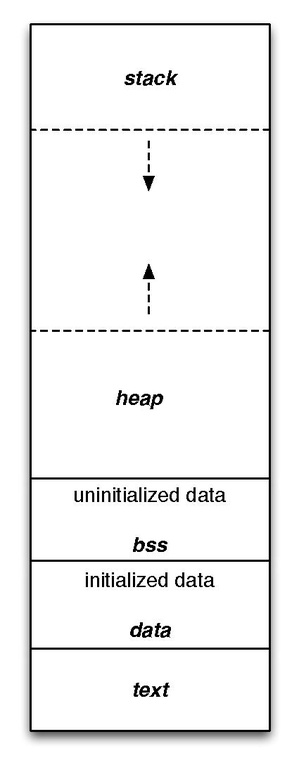 stack
heap
uninitialized data
bss
initialized data
data
text